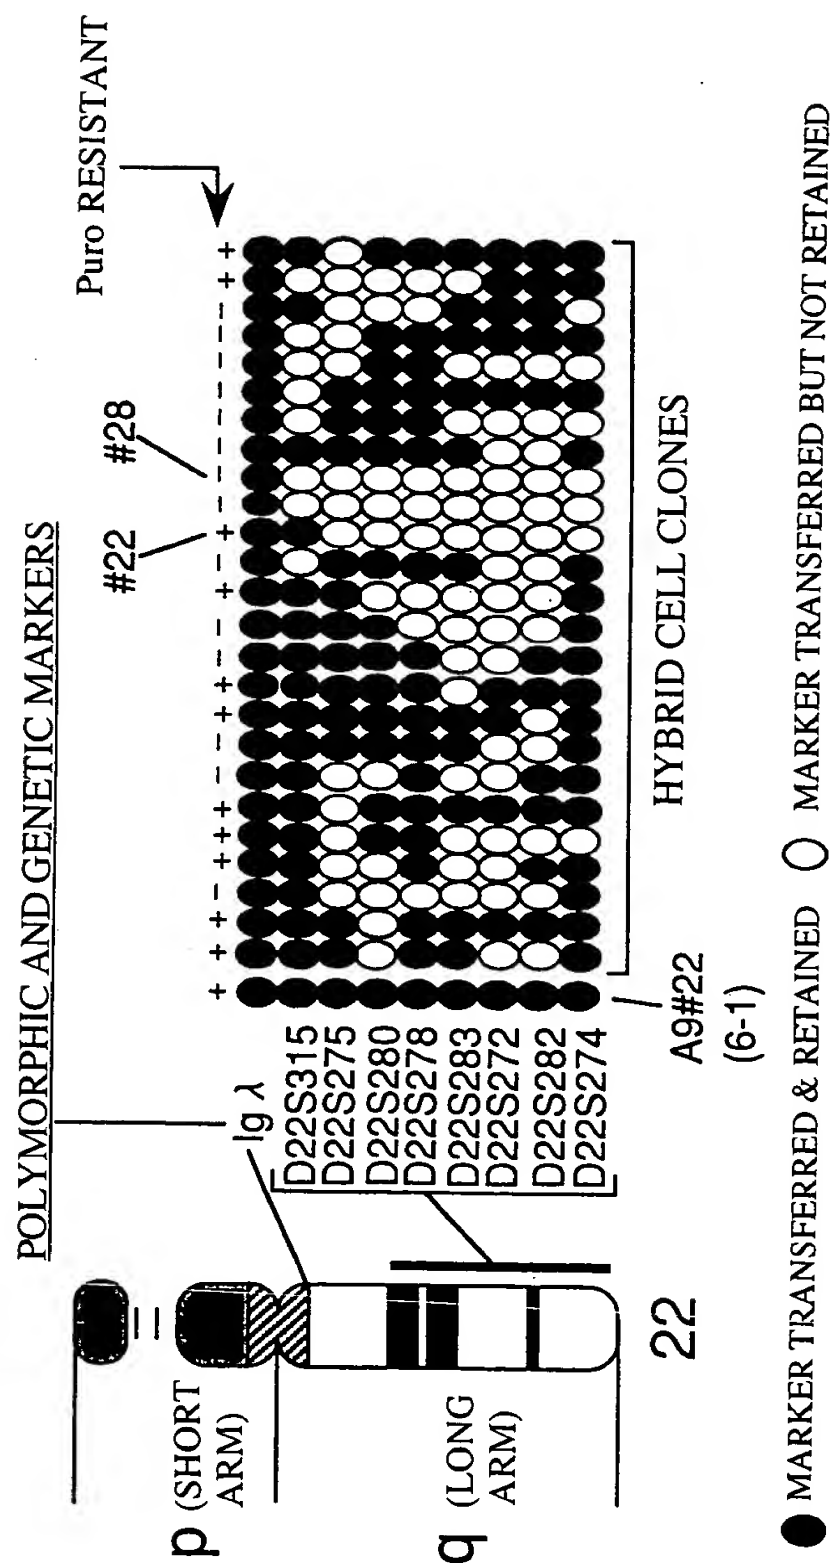 POLYMORPHIC AND GENETIC MARKERS
Puro RESISTANT
#22
#28
+ + + - + + + - - + + - - + - + - - - - - - - - + +
Ig λ
D22S315
D22S275
D22S280
D22S278
D22S283
D22S272
D22S282
D22S274
p (SHORT
ARM)
q (LONG
ARM)
22
A9#22
(6-1)
HYBRID CELL CLONES
MARKER TRANSFERRED & RETAINED
MARKER TRANSFERRED BUT NOT RETAINED